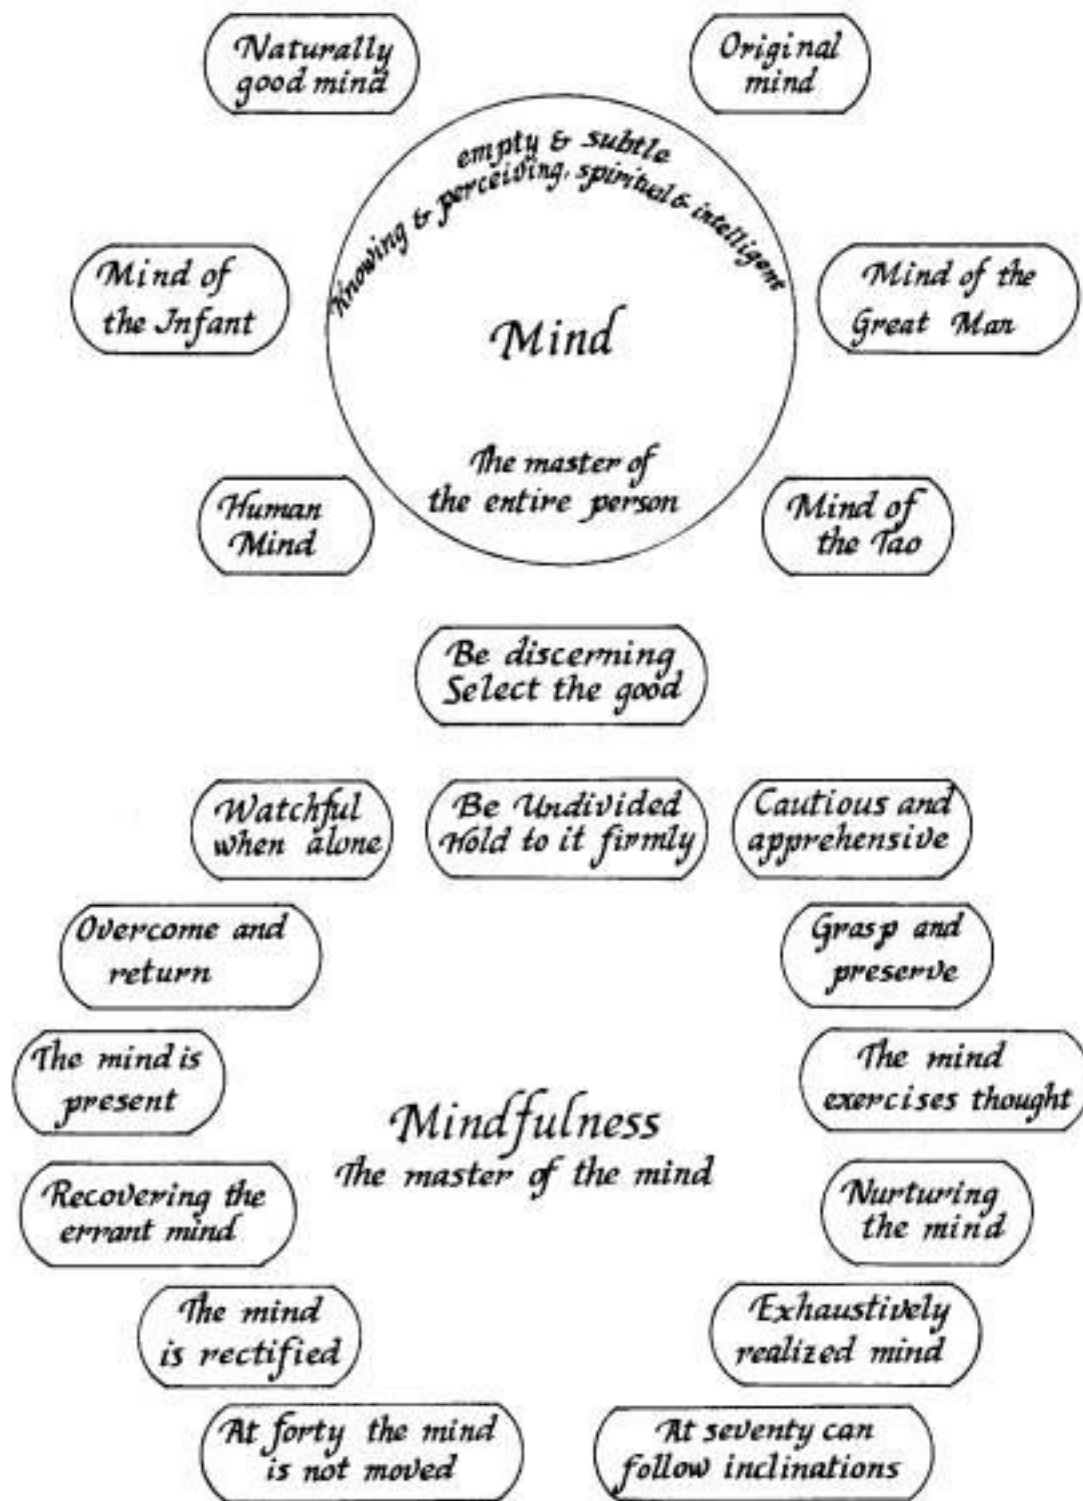 Naturally
good mind
Original
mind
empty & subtle
Knowing & perceiving, spiritual & intelligent
Mind of
the Infant
Mind
Mind of the
Great Man
The master of
the entire person
Human
Mind
Mind of
the Tao
Be discerning
Select the good
Watchful
when alone
Be Undivided
Hold to it firmly
Cautious and
apprehensive
Overcome and
return
Grasp and
preserve
The mind is
present
The mind
exercises thought
Mindfulness
The master of the mind
Recovering the
errant mind
Nurturing
the mind
The mind
is rectified
Exhaustively
realized mind
At forty the mind
is not moved
At seventy can
follow inclinations